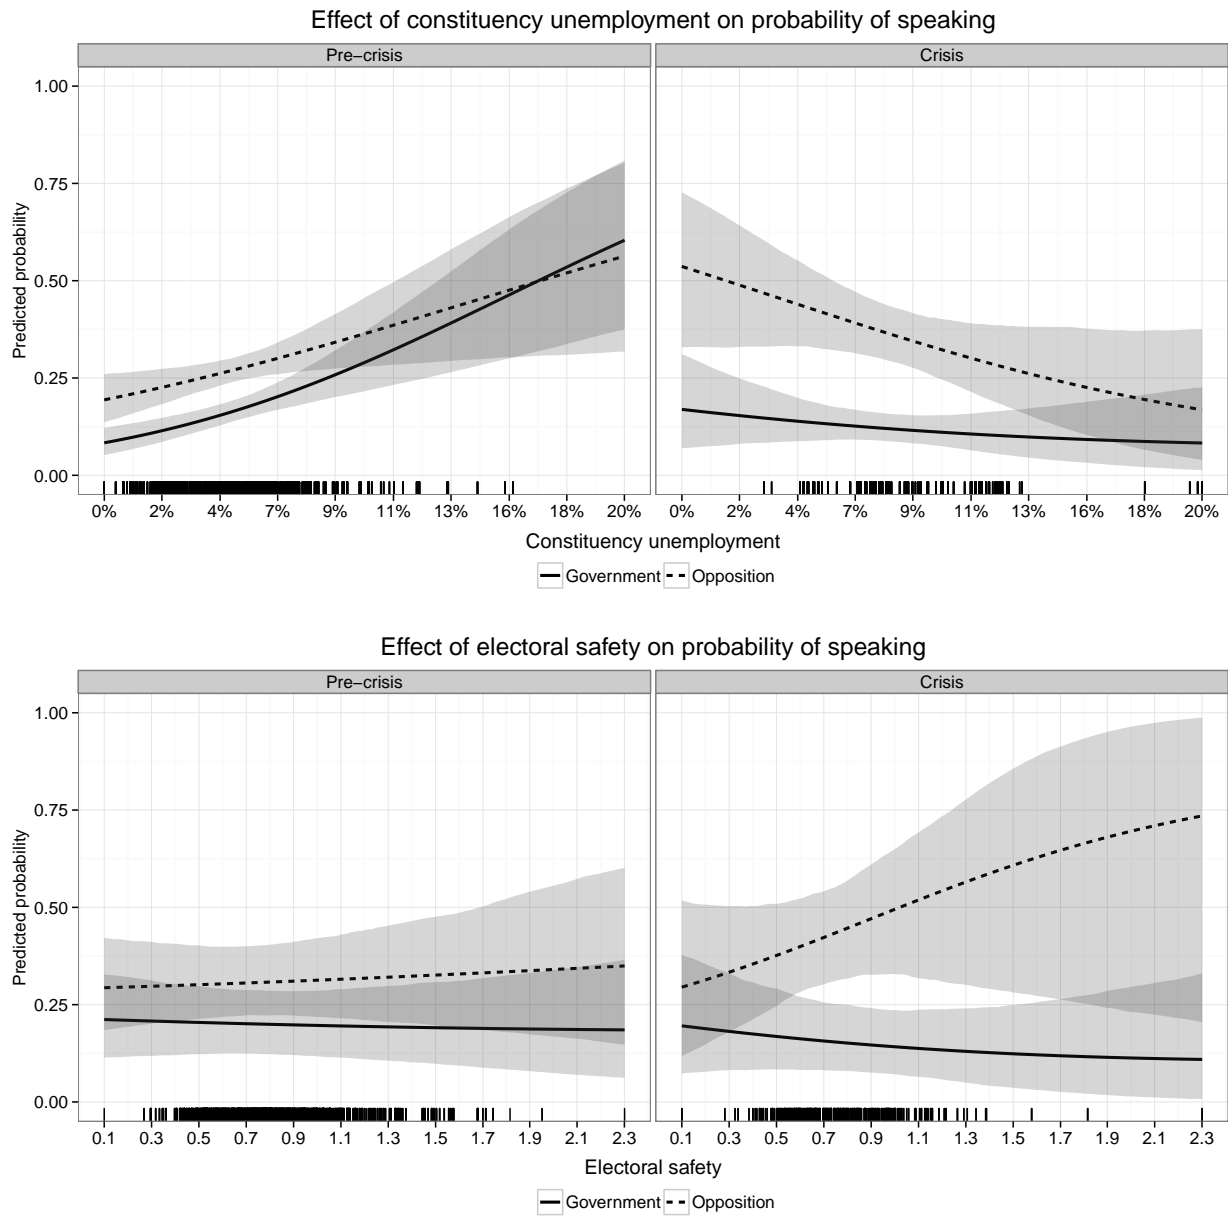 Effect of constituency unemployment on probability of speaking
Pre−crisis
Crisis
Predicted probability
1.00
0.75
0.50
0.25
0.00
0% 2% 4% 7% 9% 11% 13% 16% 18% 20%
0% 2% 4% 7% 9% 11% 13% 16% 18% 20%
Constituency unemployment
Government Opposition
Effect of electoral safety on probability of speaking
Pre−crisis
Crisis
Predicted probability
1.00
0.75
0.50
0.25
0.00
0.1 0.3 0.5 0.7 0.9 1.1 1.3 1.5 1.7 1.9 2.1 2.3
0.1 0.3 0.5 0.7 0.9 1.1 1.3 1.5 1.7 1.9 2.1 2.3
Electoral safety
Government Opposition